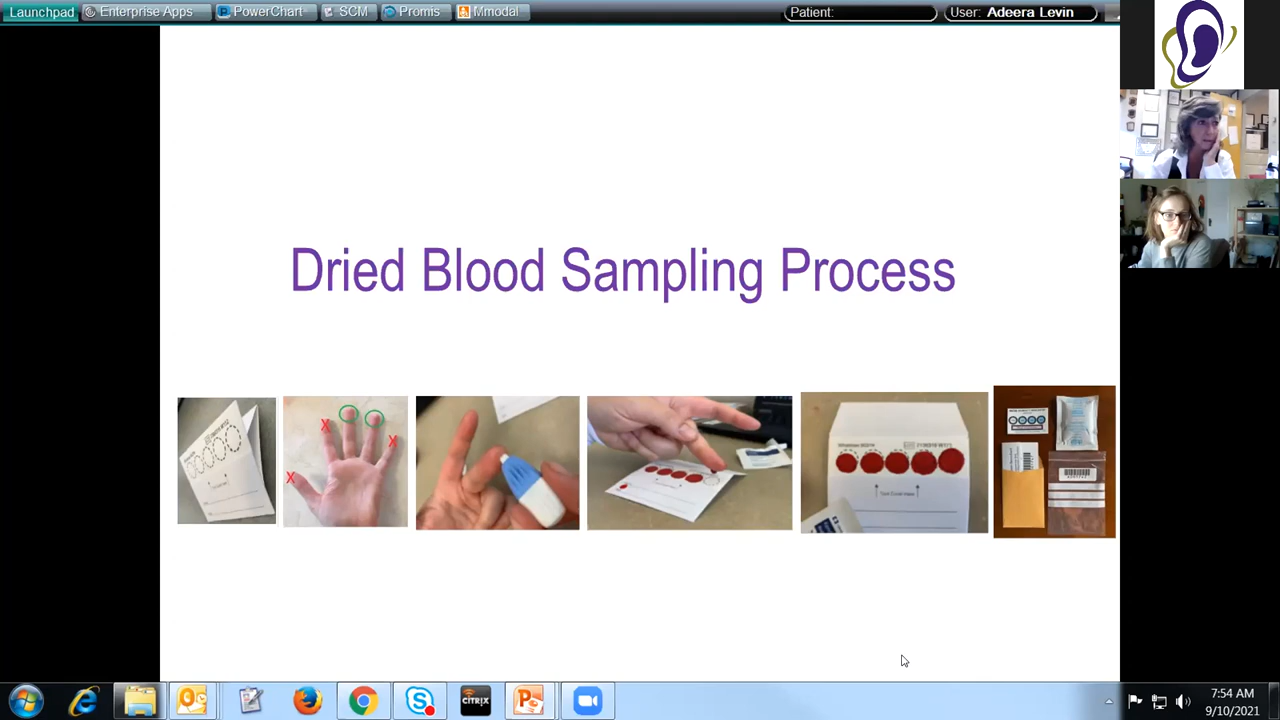 Launchpad Enterprise Apps PowerChart SCM Promis Mmodal Patient: User: Adeera Levin
Dried Blood Sampling Process
X X
X
CITRIX
7:54 AM
9/10/2021